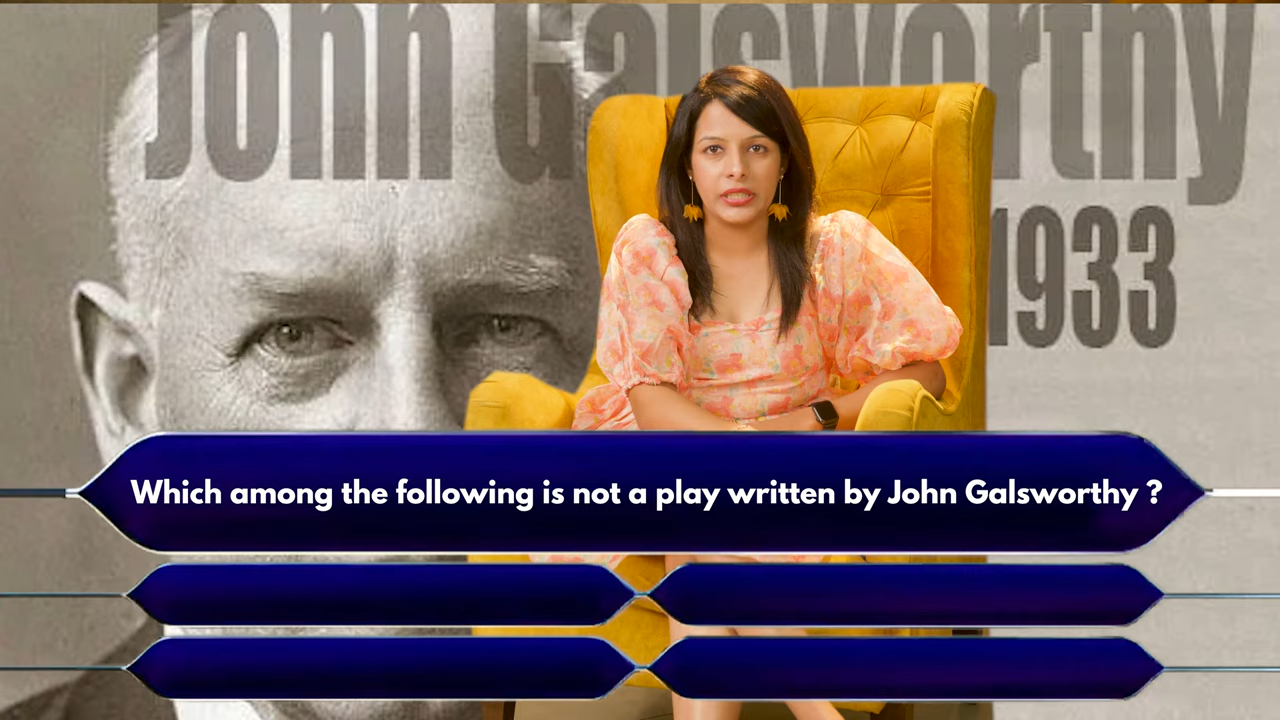 John Galsworthy
1933
Which among the following is not a play written by John Galsworthy ?